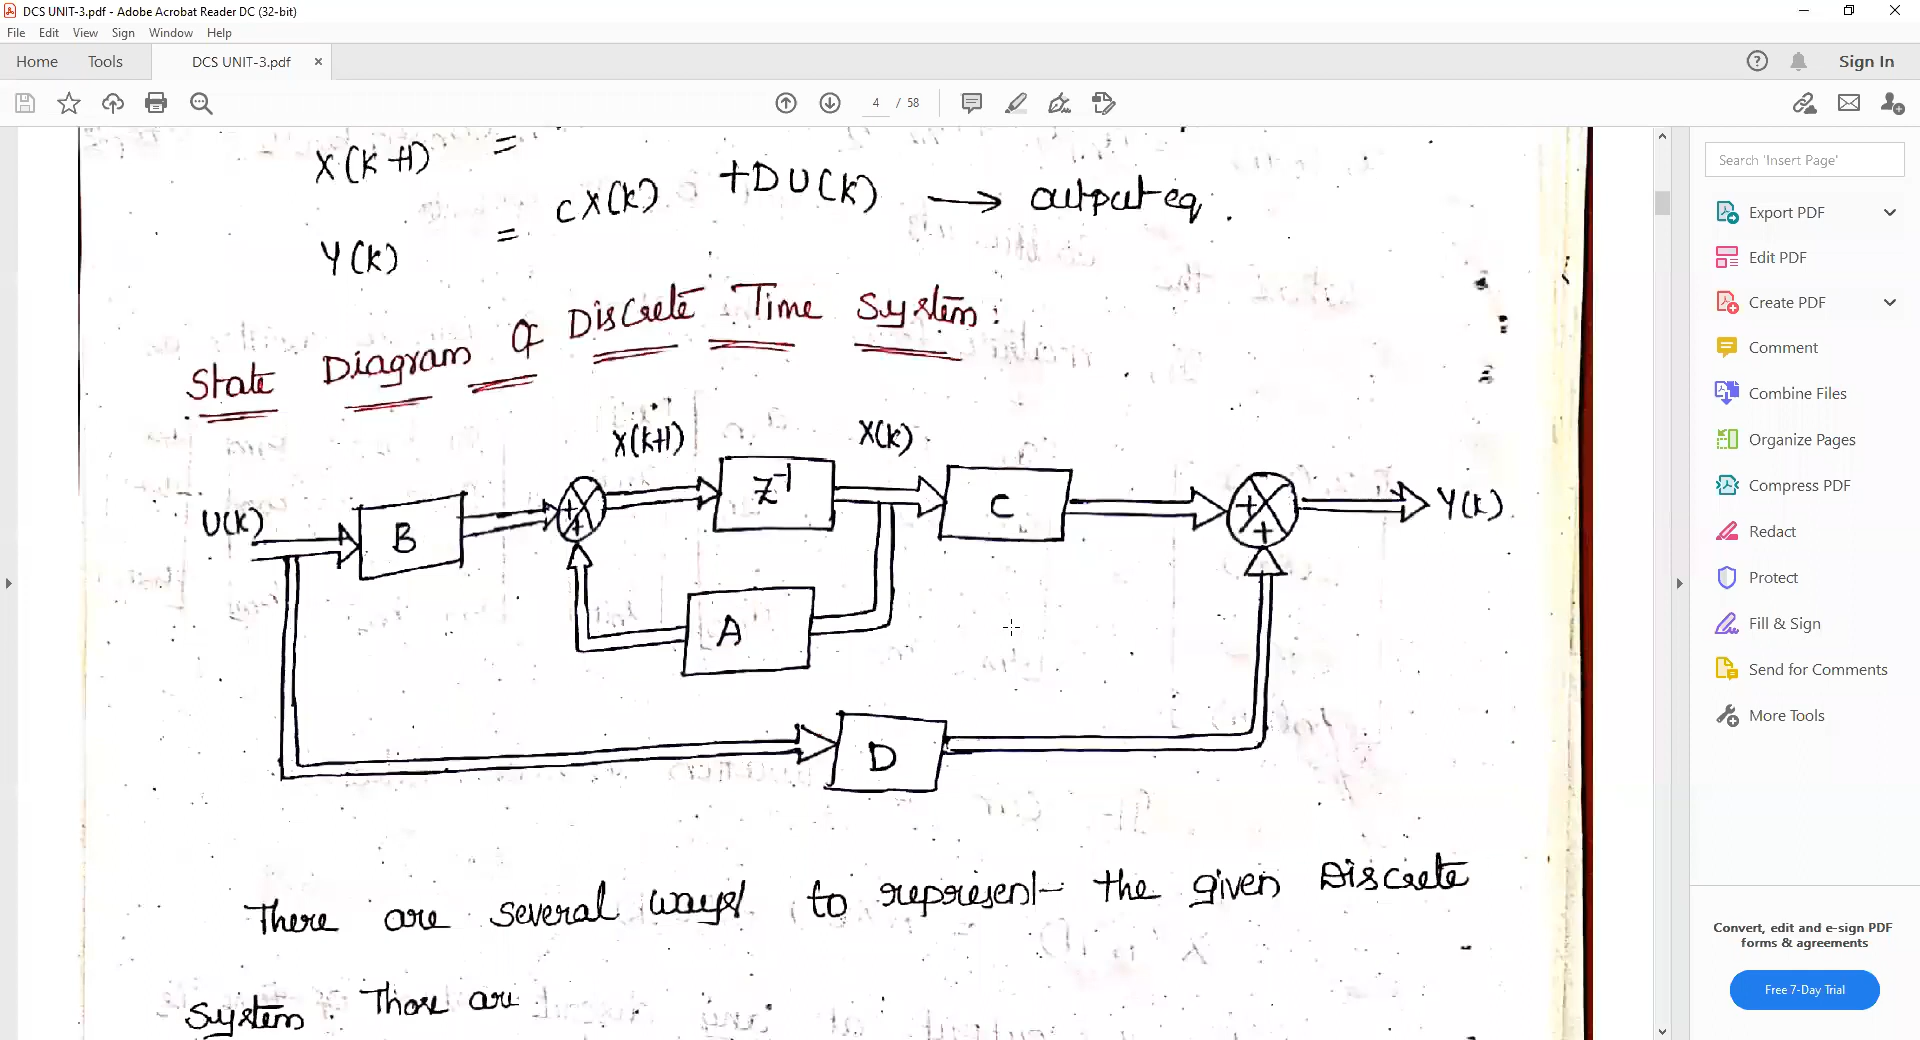 DCS UNIT-3.pdf - Adobe Acrobat Reader DC (32-bit)
File Edit View Sign Window Help
Home Tools DCS UNIT-3.pdf × Sign In
4 / 58
X(k+1) =
Y(k) = CX(k) + DU(k) → output eq.
State Diagram Of Discrete Time System:
X(k+1) X(k)
U(k) B + + Z⁻¹ C + + Y(k)
A
D
There are several ways to represent the given Discrete
System. Those are
Search 'Insert Page'
Export PDF
Edit PDF
Create PDF
Comment
Combine Files
Organize Pages
Compress PDF
Redact
Protect
Fill & Sign
Send for Comments
More Tools
Convert, edit and e-sign PDF
forms & agreements
Free 7-Day Trial